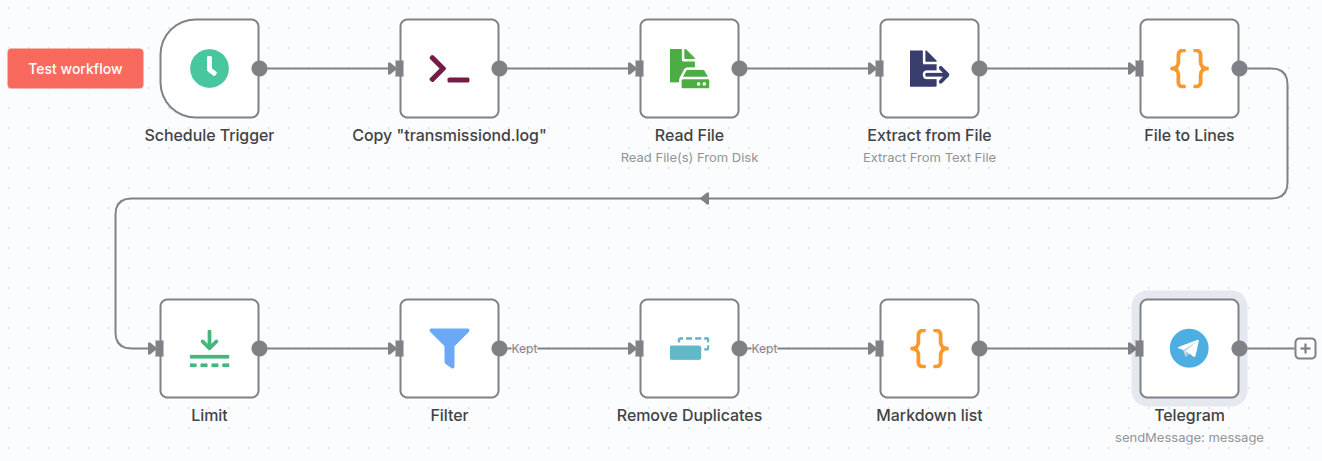 Test workflow
Schedule Trigger
Copy "transmissiond.log"
Read File
Read File(s) From Disk
Extract from File
Extract From Text File
File to Lines
Limit
Filter
Kept
Remove Duplicates
Kept
Markdown list
Telegram
sendMessage: message